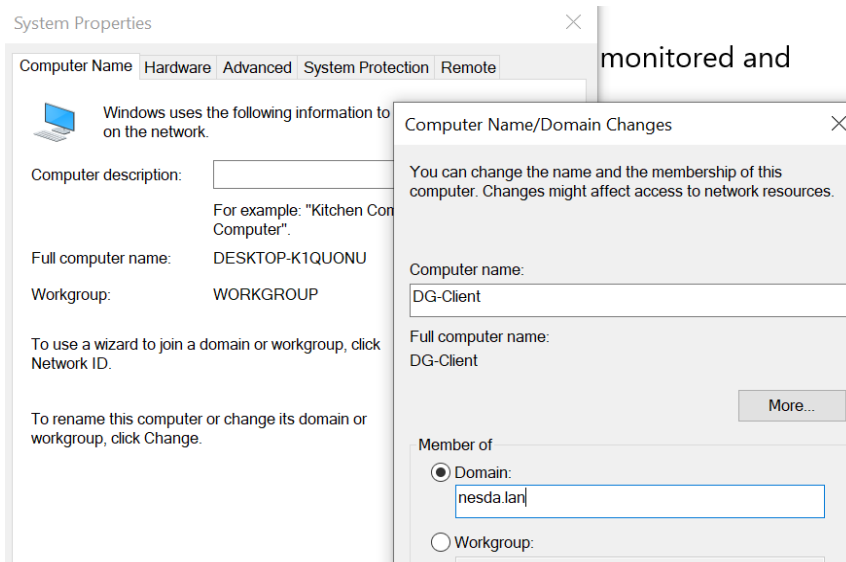 System Properties
monitored and
Computer Name Hardware Advanced System Protection Remote
Windows uses the following information to
on the network.
Computer description:
For example: "Kitchen Con
Computer".
Full computer name: DESKTOP-K1QUONU
Workgroup: WORKGROUP
To use a wizard to join a domain or workgroup, click
Network ID.
To rename this computer or change its domain or
workgroup, click Change.
Computer Name/Domain Changes
You can change the name and the membership of this
computer. Changes might affect access to network resources.
Computer name:
DG-Client
Full computer name:
DG-Client
More...
Member of
Domain:
nesda.lan
Workgroup: